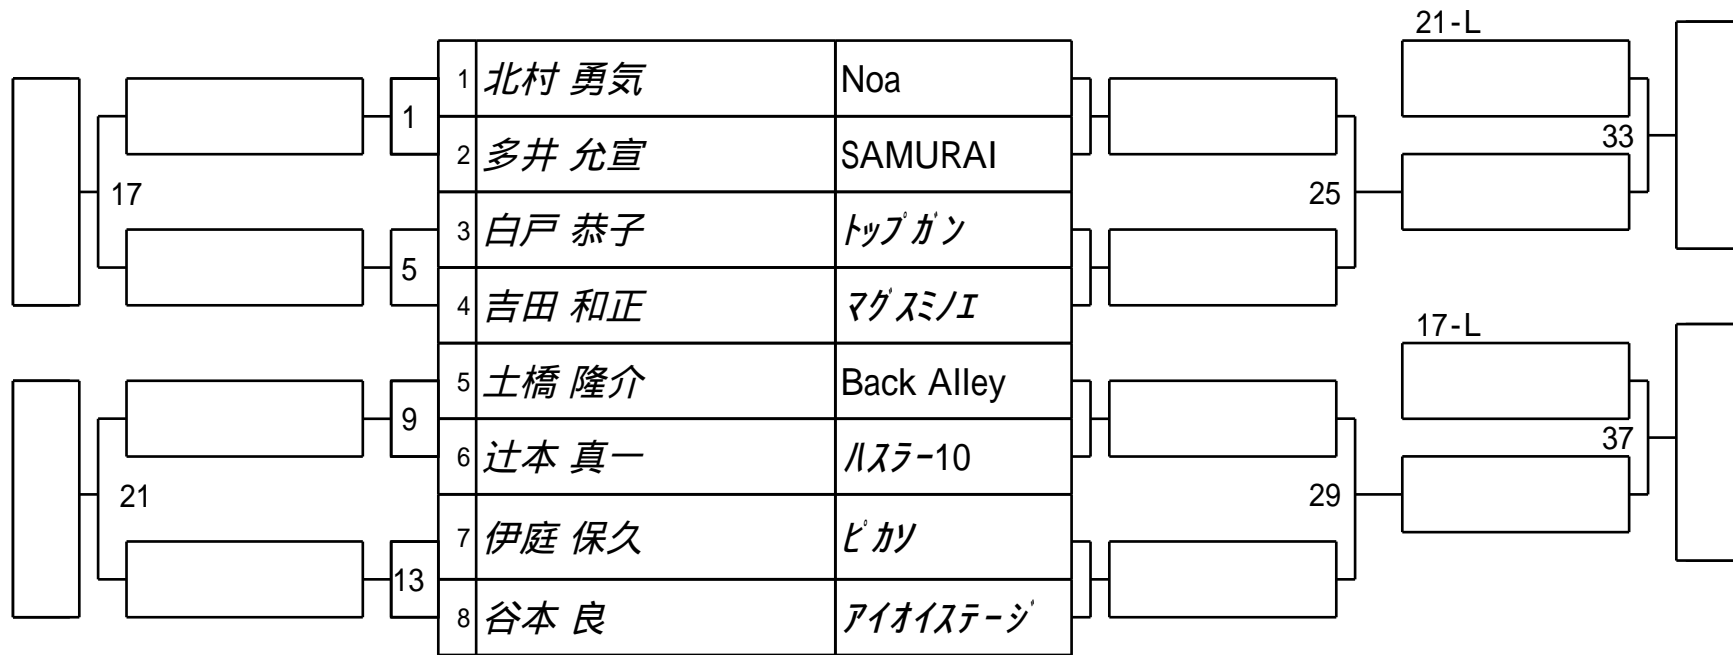 21-L
1 北村 勇気 Noa
1
33
2 多井 允宣 SAMURAI
17
25
3 白戸 恭子 ﾄｯﾌﾟｶﾞﾝ
5
4 吉田 和正 ﾏｸﾞｽﾐﾉｴ
17-L
5 土橋 隆介 Back Alley
9
37
6 辻本 真一 ﾊｽﾗｰ10
21
29
7 伊庭 保久 ﾋﾟｶｿ
13
8 谷本 良 ｱｲｵｲｽﾃｰｼﾞ